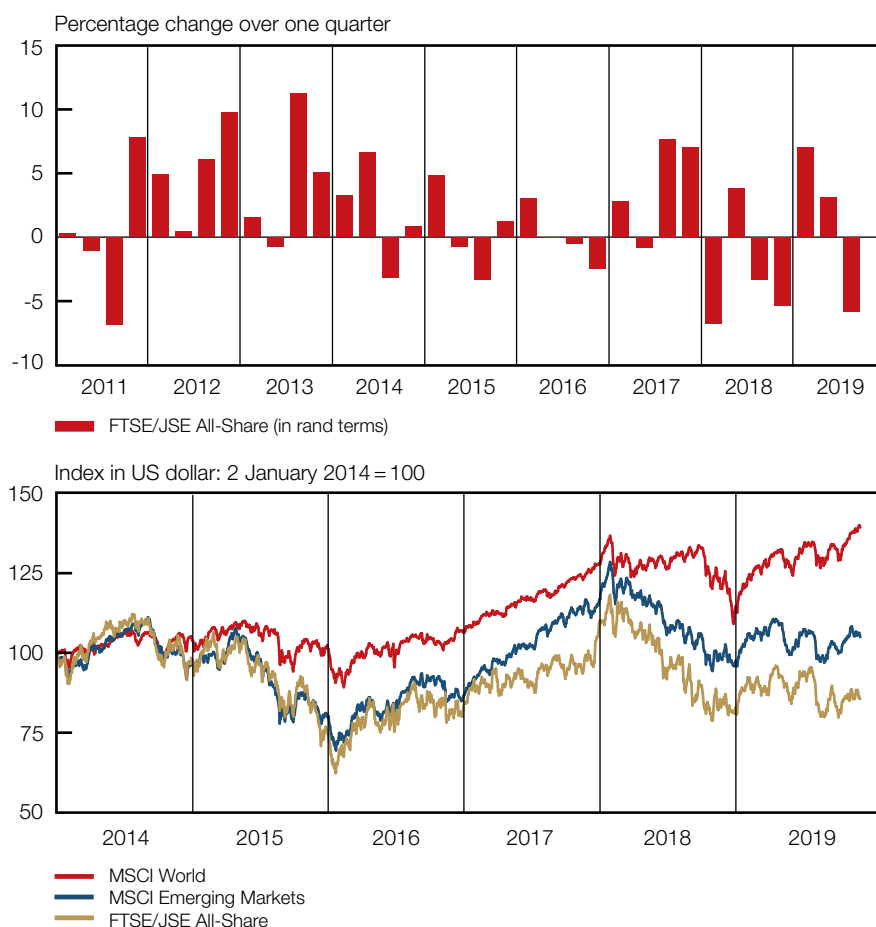 Percentage change over one quarter
15
10
5
0
-5
-10
2011 2012 2013 2014 2015 2016 2017 2018 2019
FTSE/JSE All-Share (in rand terms)
Index in US dollar: 2 January 2014 = 100
150
125
100
75
50
2014 2015 2016 2017 2018 2019
MSCI World
MSCI Emerging Markets
FTSE/JSE All-Share